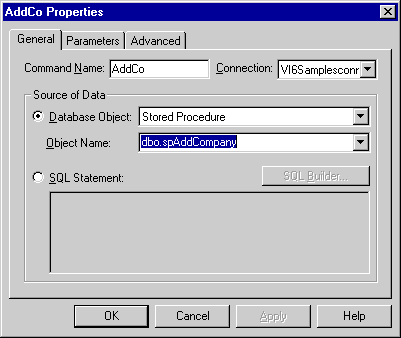 AddCo Properties
General Parameters Advanced
Command Name: AddCo Connection: VI6Samplesconr
Source of Data
Database Object: Stored Procedure
Object Name: dbo.spAddCompany
SQL Statement: SQL Builder...
OK Cancel Apply Help